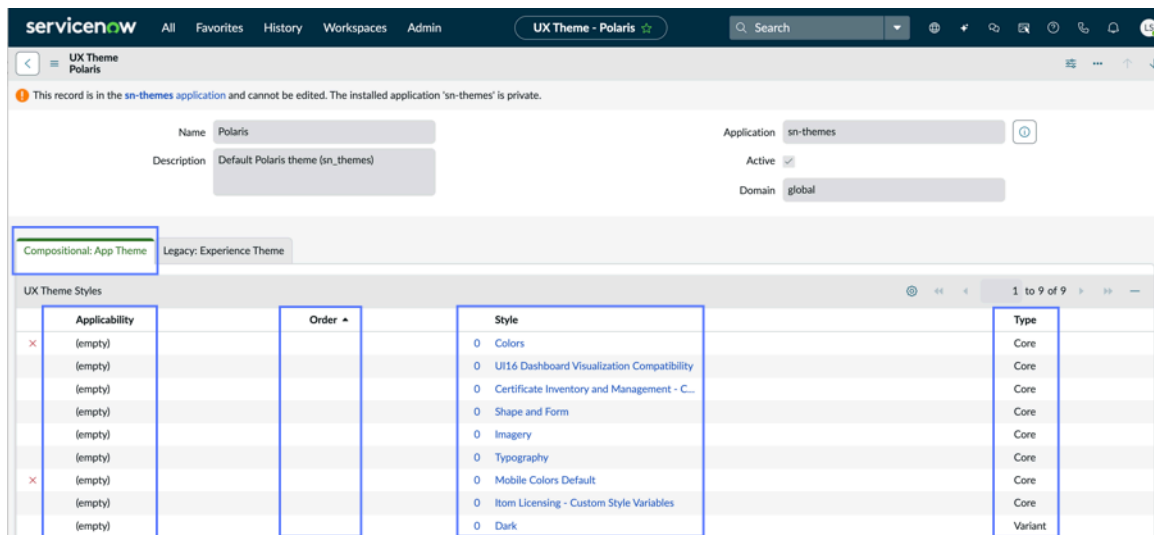 servicenow All Favorites History Workspaces Admin UX Theme - Polaris Search LS
UX Theme
Polaris
This record is in the sn-themes application and cannot be edited. The installed application 'sn-themes' is private.
Name Polaris Application sn-themes
Description Default Polaris theme (sn_themes) Active
Domain global
Compositional: App Theme Legacy: Experience Theme
UX Theme Styles 1 to 9 of 9
Applicability Order Style Type
(empty) 0 Colors Core
(empty) 0 UI16 Dashboard Visualization Compatibility Core
(empty) 0 Certificate Inventory and Management - C... Core
(empty) 0 Shape and Form Core
(empty) 0 Imagery Core
(empty) 0 Typography Core
(empty) 0 Mobile Colors Default Core
(empty) 0 Itom Licensing - Custom Style Variables Core
(empty) 0 Dark Variant